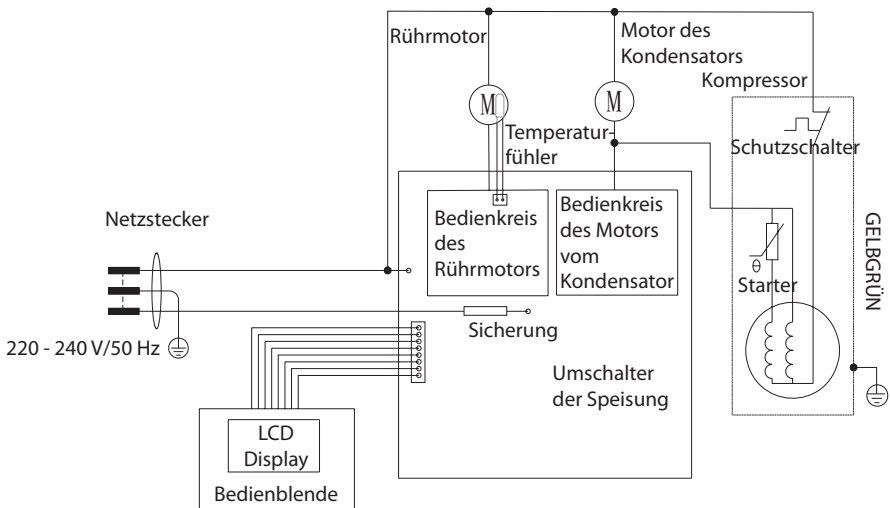 Rührmotor
Motor des
Kondensators
Kompressor
M
M
Temperatur-
fühler
Schutzschalter
Netzstecker
Bedienkreis
des
Rührmotors
Bedienkreis
des Motors
vom
Kondensator
GELBGRÜN
θ
Starter
Sicherung
220 - 240 V/50 Hz
Umschalter
der Speisung
LCD
Display
Bedienblende